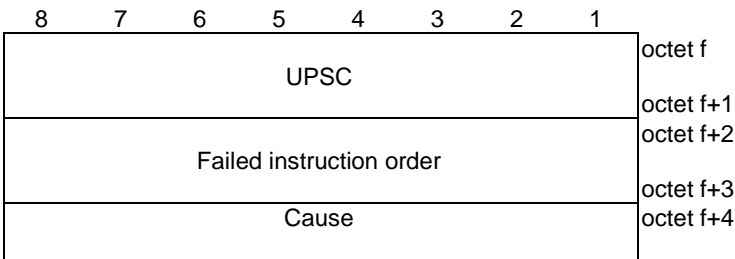 8 7 6 5 4 3 2 1
octet f
UPSC
octet f+1
octet f+2
Failed instruction order
octet f+3
Cause octet f+4